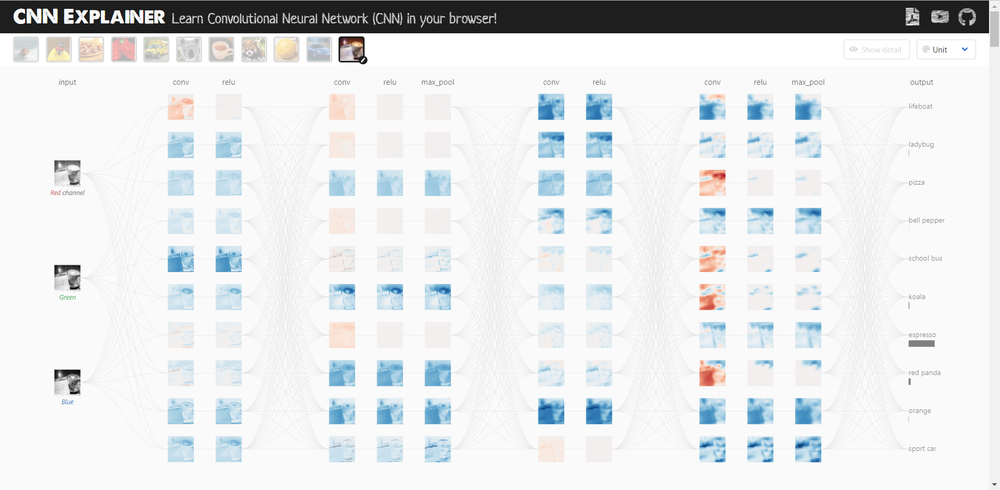 CNN EXPLAINER Learn Convolutional Neural Network (CNN) in your browser!
Show detail
Unit
input conv relu conv relu max_pool conv relu conv relu max_pool output
lifeboat
ladybug
Red channel
pizza
bell pepper
school bus
Green
koala
espresso
red panda
Blue
orange
sport car